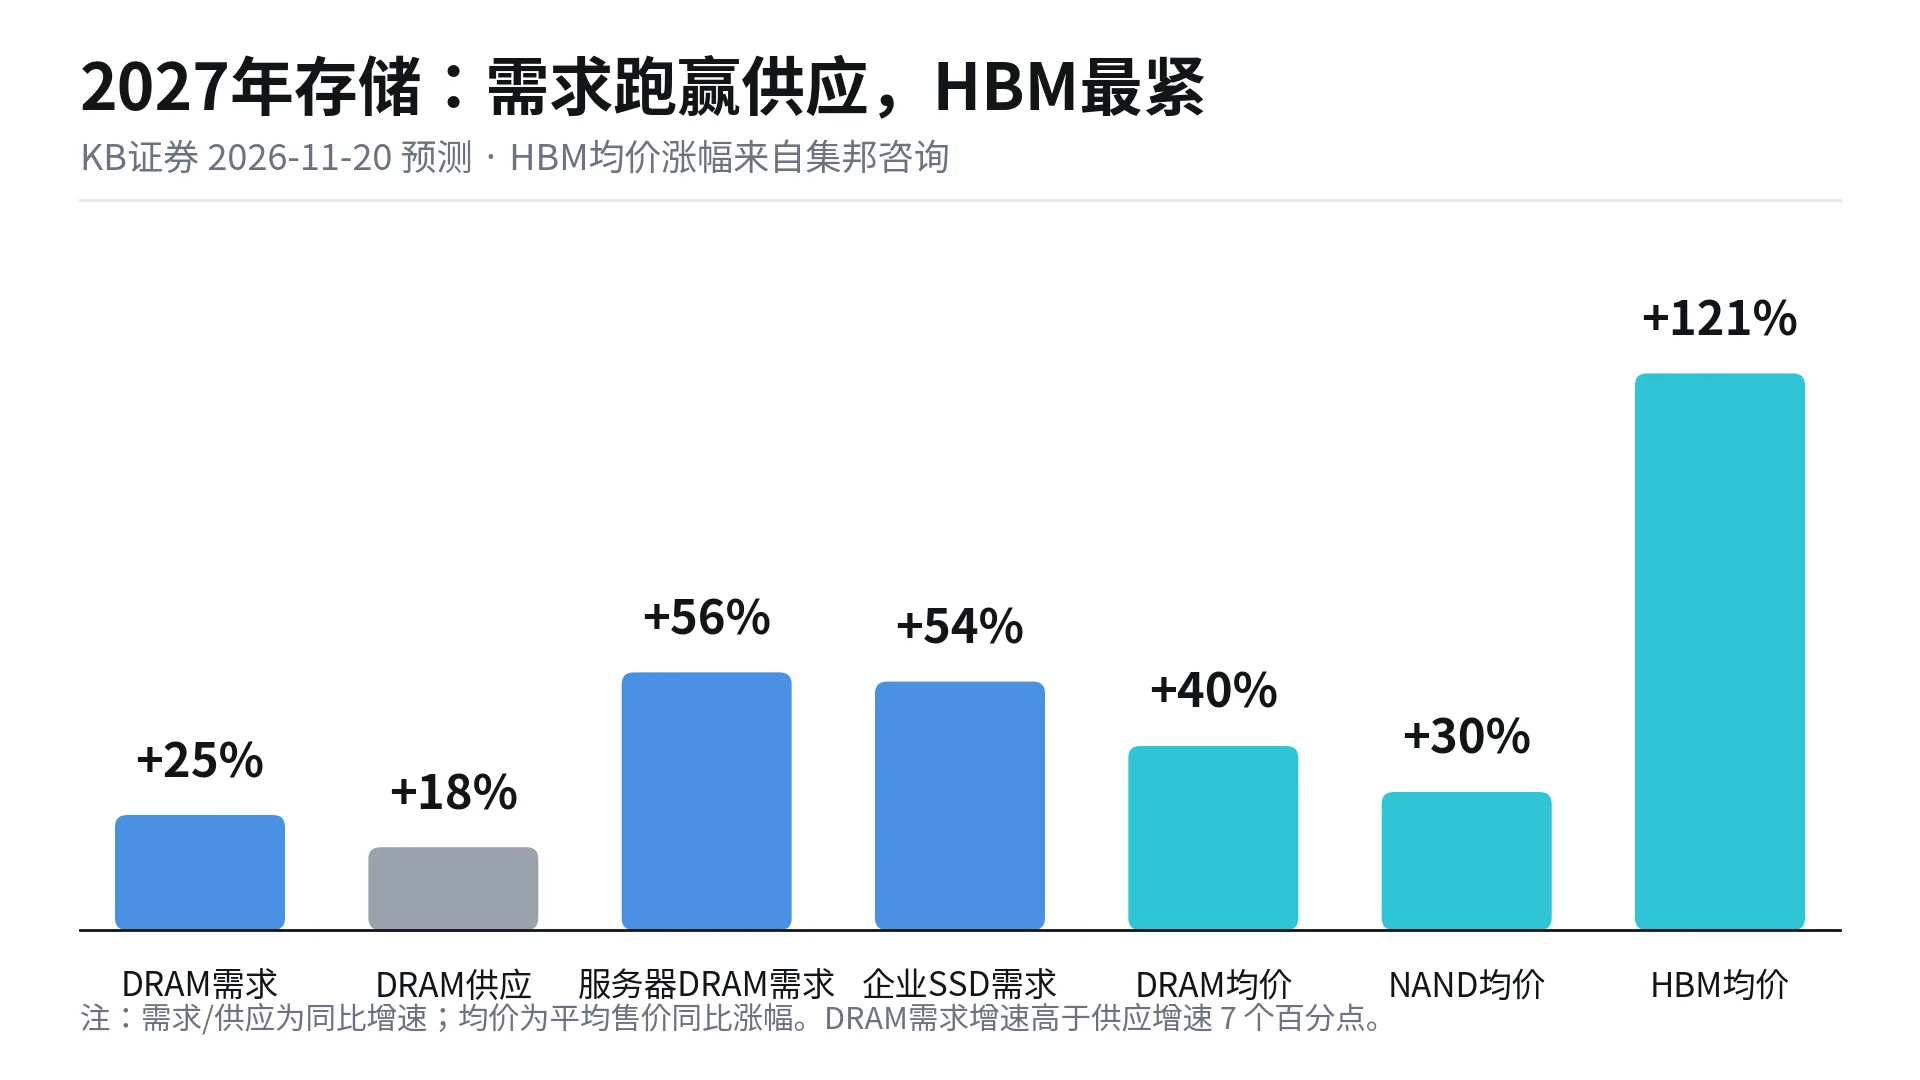 2027年存储：需求跑赢供应，HBM最紧
KB证券 2026-11-20 预测 · HBM均价涨幅来自集邦咨询
+25%
+18%
+56%
+54%
+40%
+30%
+121%
DRAM需求
DRAM供应
服务器DRAM需求
企业SSD需求
DRAM均价
NAND均价
HBM均价
注：需求/供应为同比增速；均价为平均售价同比涨幅。DRAM需求增速高于供应增速 7 个百分点。